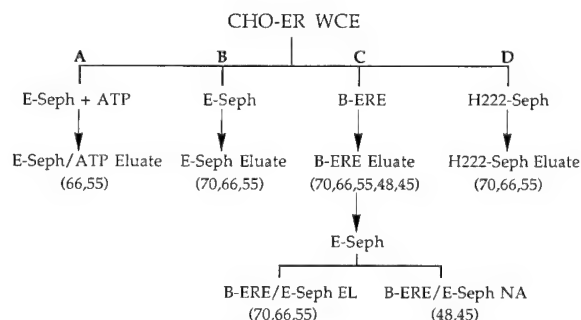 CHO-ER WCE
A B C D
E-Seph + ATP E-Seph B-ERE H222-Seph
E-Seph/ATP Eluate E-Seph Eluate B-ERE Eluate H222-Seph Eluate
(66,55) (70,66,55) (70,66,55,48,45) (70,66,55)
E-Seph
B-ERE/E-Seph EL B-ERE/E-Seph NA
(70,66,55) (48,45)